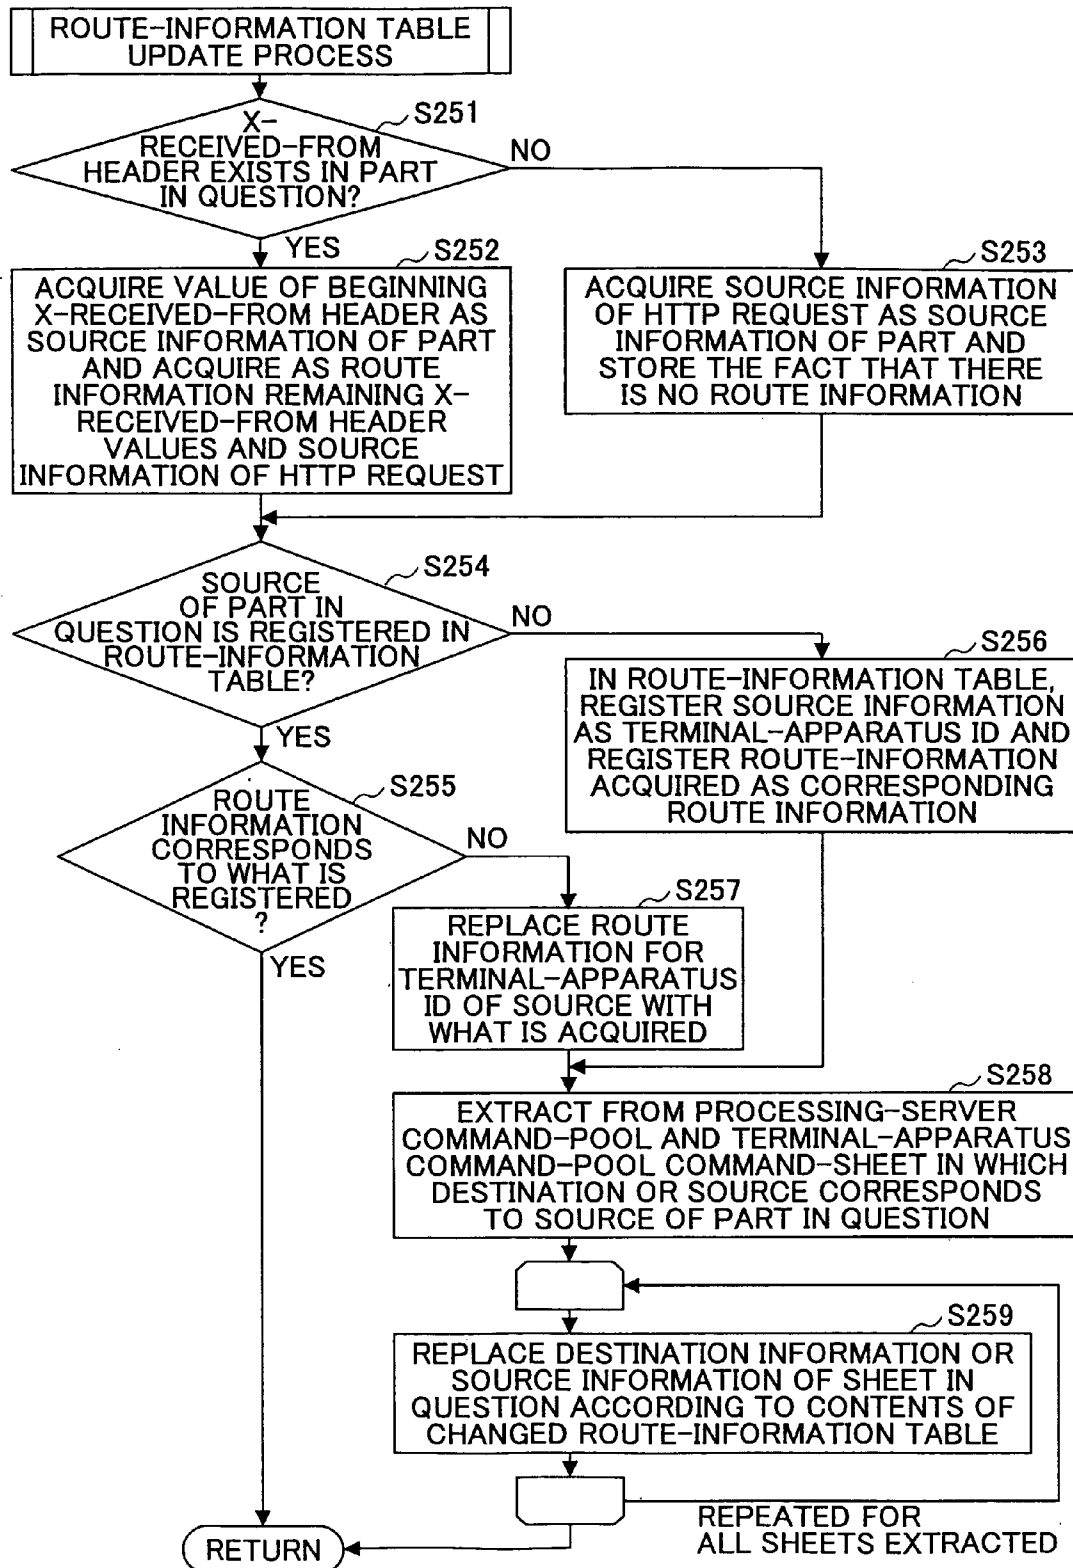 ROUTE-INFORMATION TABLE
UPDATE PROCESS
S251
X-
RECEIVED-FROM
HEADER EXISTS IN PART
IN QUESTION?
NO
YES
S252
ACQUIRE VALUE OF BEGINNING
X-RECEIVED-FROM HEADER AS
SOURCE INFORMATION OF PART
AND ACQUIRE AS ROUTE
INFORMATION REMAINING X-
RECEIVED-FROM HEADER
VALUES AND SOURCE
INFORMATION OF HTTP REQUEST
S253
ACQUIRE SOURCE INFORMATION
OF HTTP REQUEST AS SOURCE
INFORMATION OF PART AND
STORE THE FACT THAT THERE
IS NO ROUTE INFORMATION
S254
SOURCE
OF PART IN
QUESTION IS REGISTERED IN
ROUTE-INFORMATION
TABLE?
NO
YES
S256
IN ROUTE-INFORMATION TABLE,
REGISTER SOURCE INFORMATION
AS TERMINAL-APPARATUS ID AND
REGISTER ROUTE-INFORMATION
ACQUIRED AS CORRESPONDING
ROUTE INFORMATION
S255
ROUTE
INFORMATION
CORRESPONDS
TO WHAT IS
REGISTERED
?
NO
YES
S257
REPLACE ROUTE
INFORMATION FOR
TERMINAL-APPARATUS
ID OF SOURCE WITH
WHAT IS ACQUIRED
S258
EXTRACT FROM PROCESSING-SERVER
COMMAND-POOL AND TERMINAL-APPARATUS
COMMAND-POOL COMMAND-SHEET IN WHICH
DESTINATION OR SOURCE CORRESPONDS
TO SOURCE OF PART IN QUESTION
S259
REPLACE DESTINATION INFORMATION OR
SOURCE INFORMATION OF SHEET IN
QUESTION ACCORDING TO CONTENTS OF
CHANGED ROUTE-INFORMATION TABLE
REPEATED FOR
ALL SHEETS EXTRACTED
RETURN